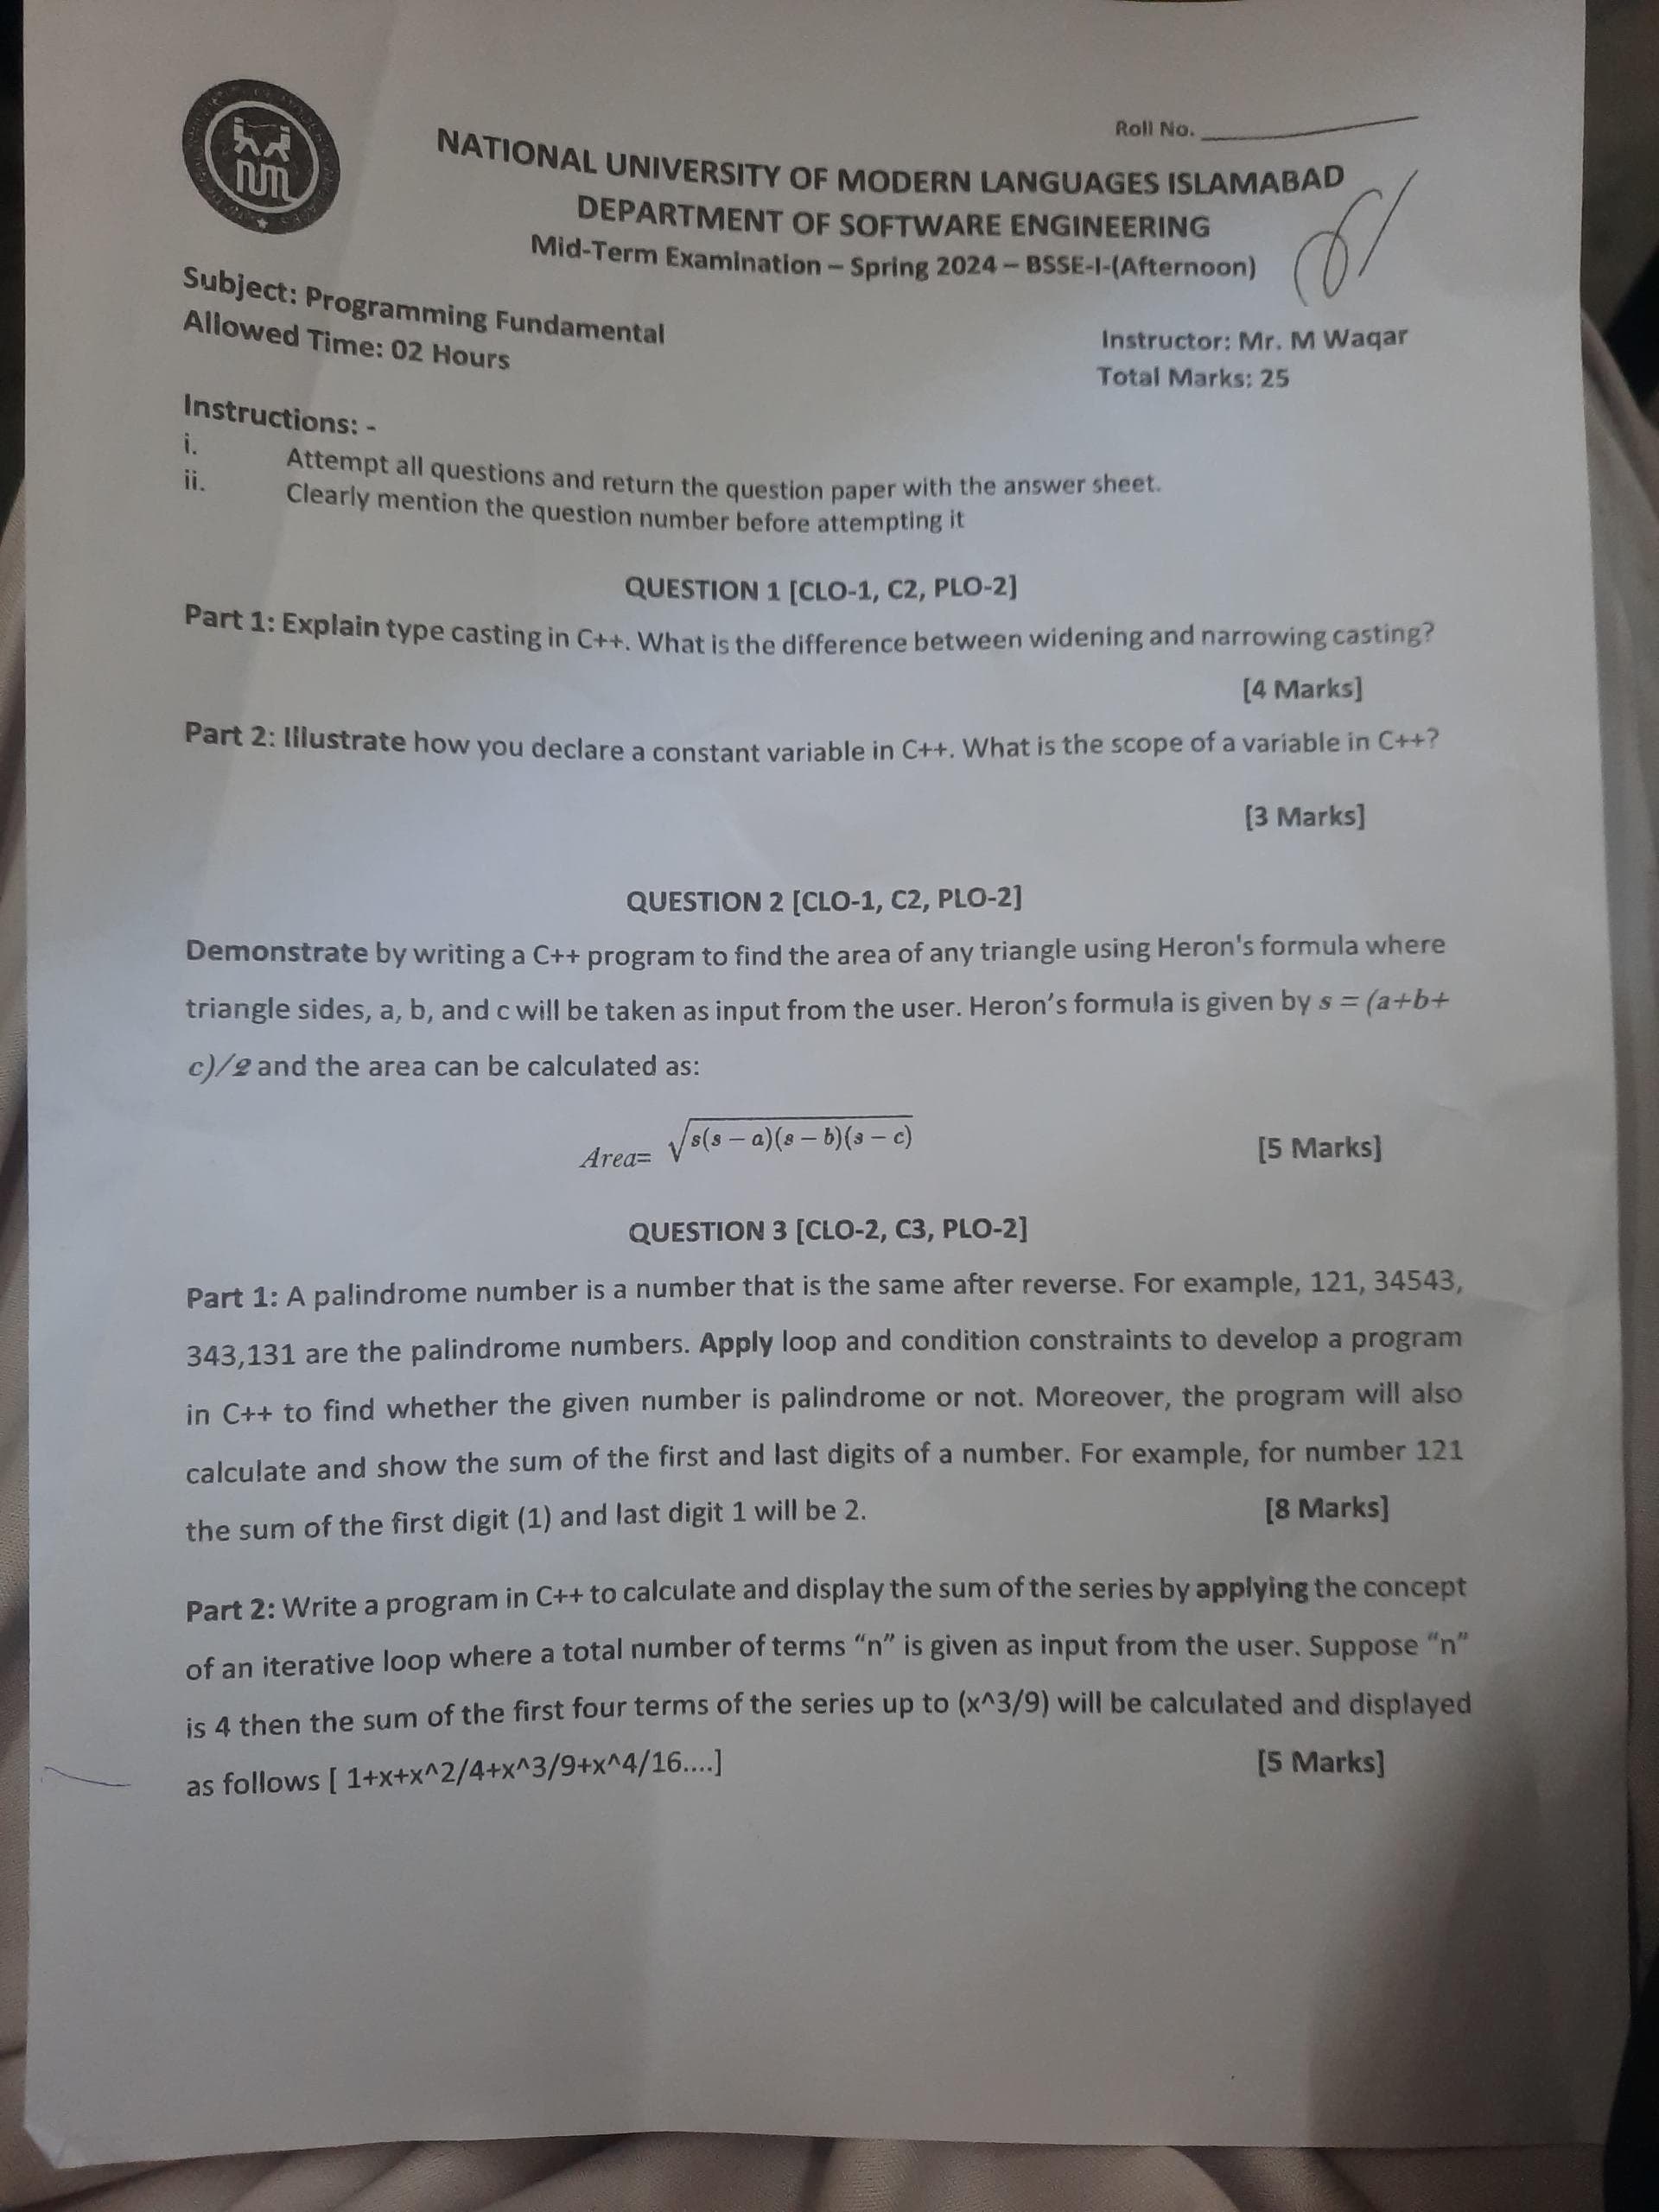 Roll No.
NATIONAL UNIVERSITY OF MODERN LANGUAGES ISLAMABAD
DEPARTMENT OF SOFTWARE ENGINEERING
Mid-Term Examination – Spring 2024 – BSSE-I-(Afternoon)
Subject: Programming Fundamental
Allowed Time: 02 Hours
Instructor: Mr. M Waqar
Total Marks: 25
Instructions: -
i. Attempt all questions and return the question paper with the answer sheet.
ii. Clearly mention the question number before attempting it
QUESTION 1 [CLO-1, C2, PLO-2]
Part 1: Explain type casting in C++. What is the difference between widening and narrowing casting?
[4 Marks]
Part 2: Illustrate how you declare a constant variable in C++. What is the scope of a variable in C++?
[3 Marks]
QUESTION 2 [CLO-1, C2, PLO-2]
Demonstrate by writing a C++ program to find the area of any triangle using Heron's formula where
triangle sides, a, b, and c will be taken as input from the user. Heron’s formula is given by s = (a+b+
c)/2 and the area can be calculated as:
Area= √s(s – a)(s – b)(s – c) [5 Marks]
QUESTION 3 [CLO-2, C3, PLO-2]
Part 1: A palindrome number is a number that is the same after reverse. For example, 121, 34543,
343,131 are the palindrome numbers. Apply loop and condition constraints to develop a program
in C++ to find whether the given number is palindrome or not. Moreover, the program will also
calculate and show the sum of the first and last digits of a number. For example, for number 121
the sum of the first digit (1) and last digit 1 will be 2. [8 Marks]
Part 2: Write a program in C++ to calculate and display the sum of the series by applying the concept
of an iterative loop where a total number of terms “n” is given as input from the user. Suppose “n”
is 4 then the sum of the first four terms of the series up to (x^3/9) will be calculated and displayed
as follows [ 1+x+x^2/4+x^3/9+x^4/16....] [5 Marks]